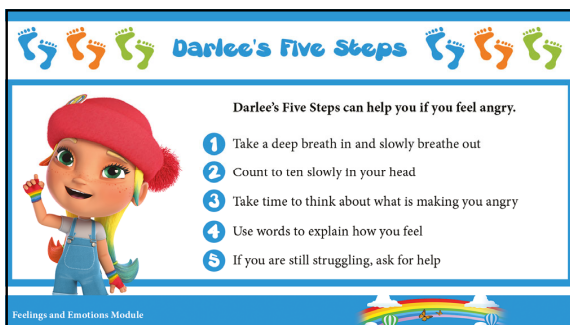 Darlee's Five Steps
Darlee's Five Steps can help you if you feel angry.
1 Take a deep breath in and slowly breathe out
2 Count to ten slowly in your head
3 Take time to think about what is making you angry
4 Use words to explain how you feel
5 If you are still struggling, ask for help
Feelings and Emotions Module